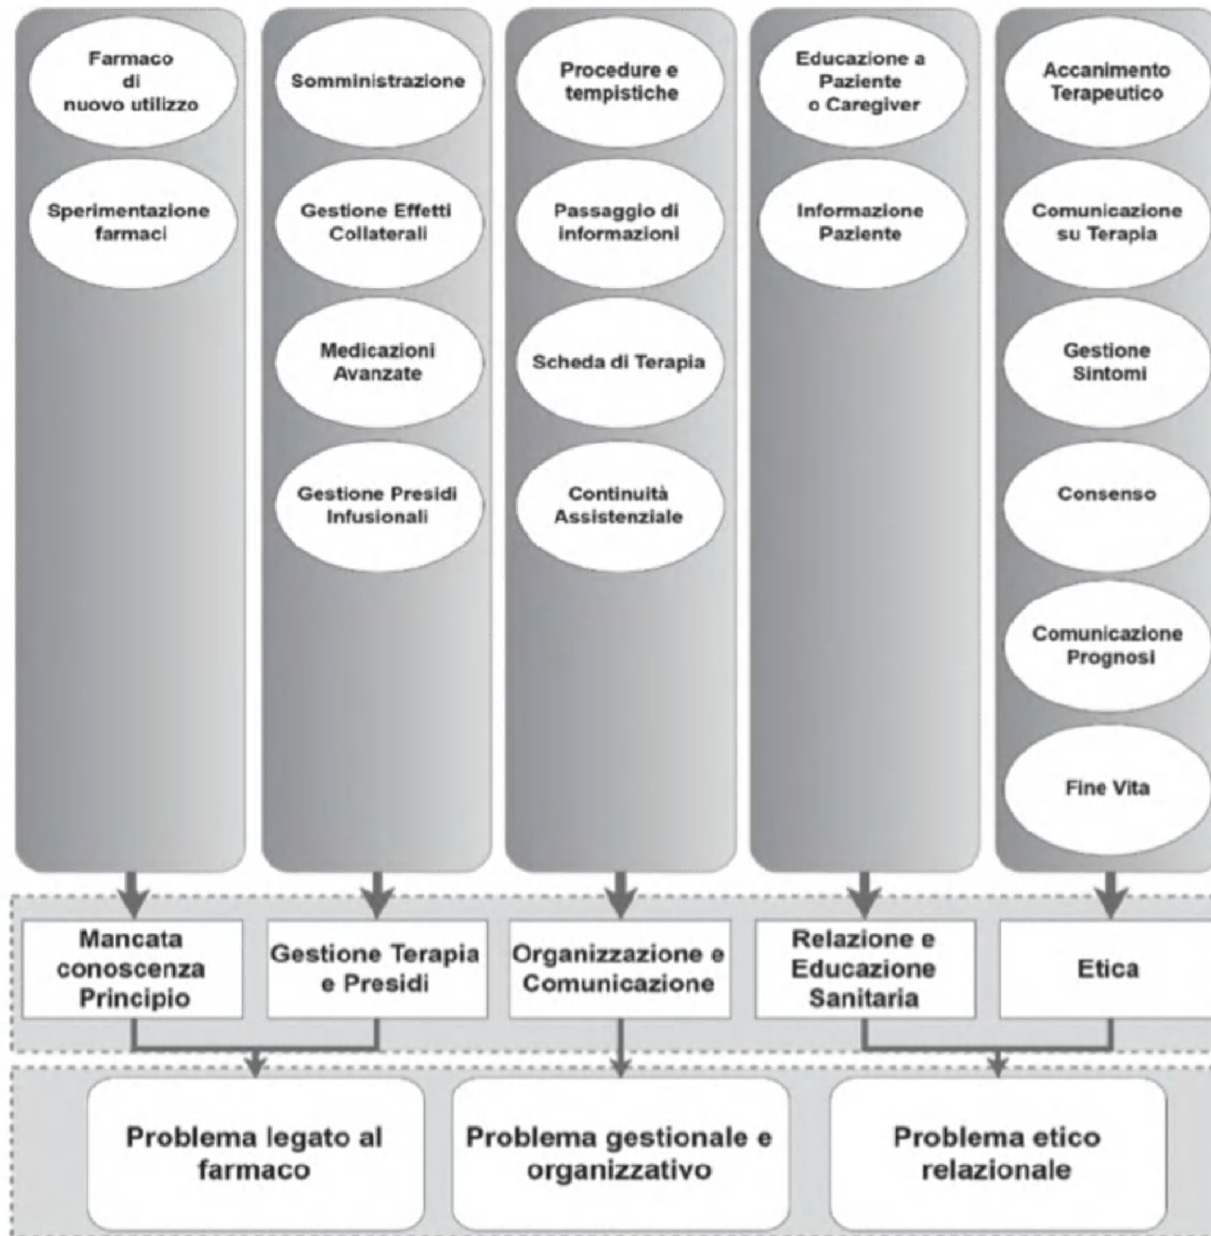 Farmaco
di
nuovo utilizzo
Sperimentazione
farmaci
Somministrazione
Gestione Effetti
Collaterali
Medicazioni
Avanzate
Gestione Presidi
Infusionali
Procedure e
tempistiche
Passaggio di
informazioni
Scheda di Terapia
Continuità
Assistenziale
Educazione a
Paziente
o Caregiver
Informazione
Paziente
Accanimento
Terapeutico
Comunicazione
su Terapia
Gestione
Sintomi
Consenso
Comunicazione
Prognosi
Fine Vita
Mancata
conoscenza
Principio
Gestione Terapia
e Presidi
Organizzazione e
Comunicazione
Relazione e
Educazione
Sanitaria
Etica
Problema legato al
farmaco
Problema gestionale e
organizzativo
Problema etico
relazionale